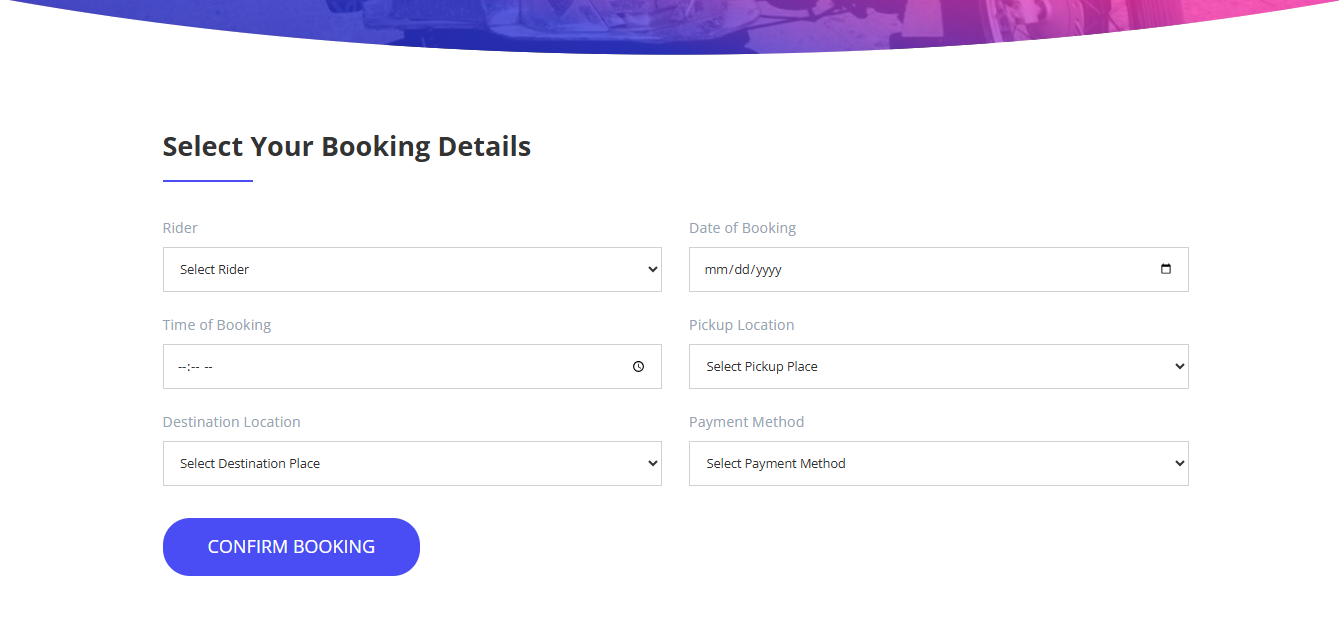 Select Your Booking Details
Rider
Date of Booking
Select Rider
mm/dd/yyyy
Time of Booking
Pickup Location
--:-- --
Select Pickup Place
Destination Location
Payment Method
Select Destination Place
Select Payment Method
CONFIRM BOOKING